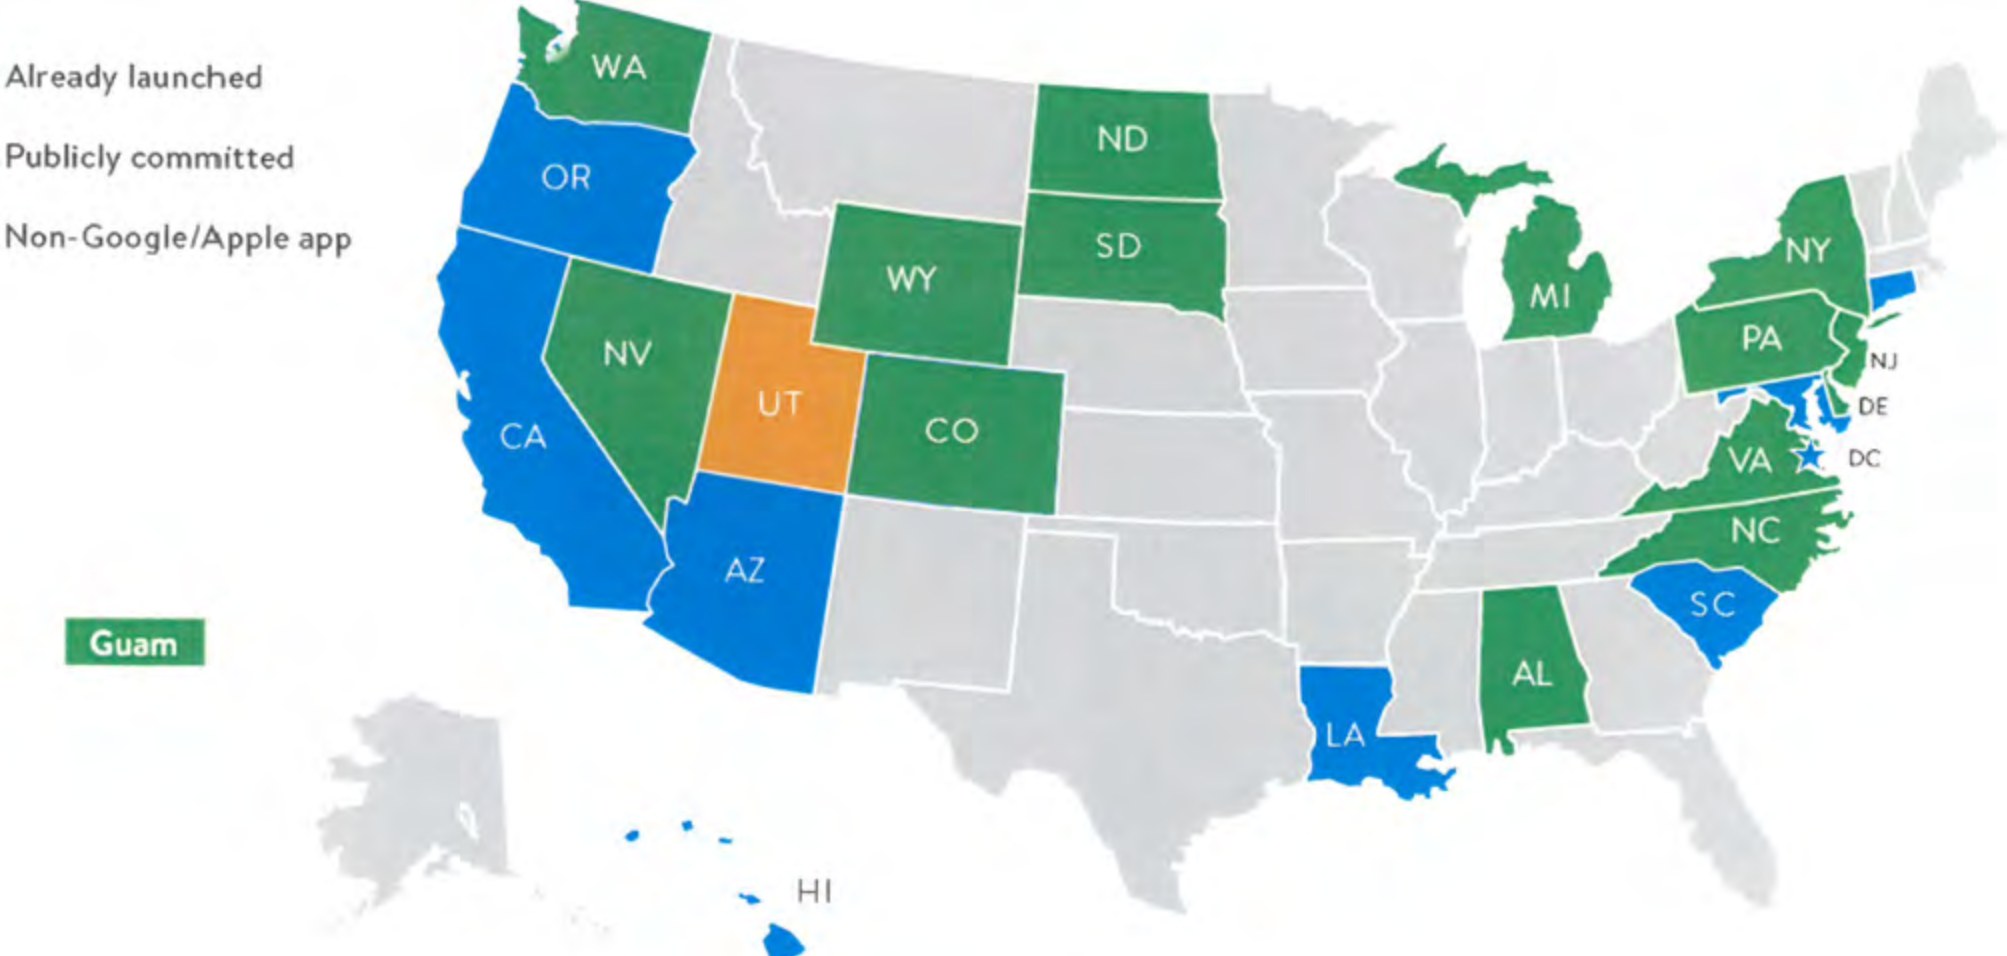 Already launched
Publicly committed
Non-Google/Apple app
WA
OR
ND
SD
WY
NV
UT
CO
CA
AZ
MI
NY
PA
NJ
DE
VA
DC
NC
SC
AL
LA
Guam
HI